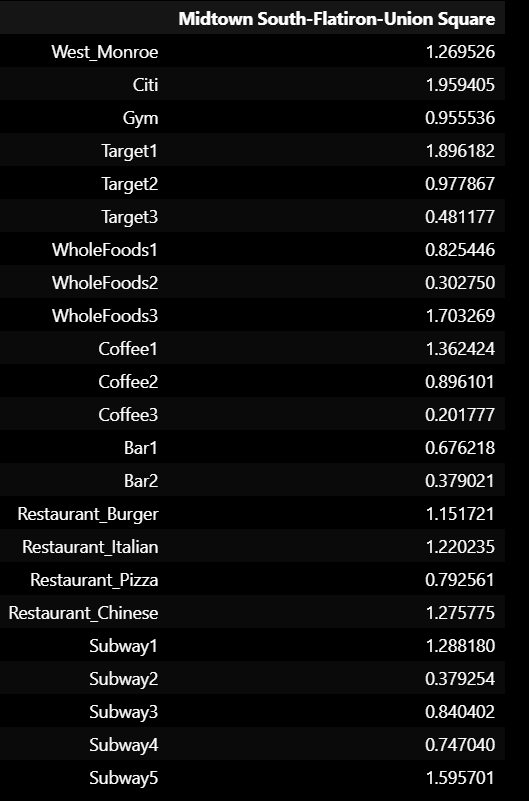 Midtown South-Flatiron-Union Square
West_Monroe 1.269526
Citi 1.959405
Gym 0.955536
Target1 1.896182
Target2 0.977867
Target3 0.481177
WholeFoods1 0.825446
WholeFoods2 0.302750
WholeFoods3 1.703269
Coffee1 1.362424
Coffee2 0.896101
Coffee3 0.201777
Bar1 0.676218
Bar2 0.379021
Restaurant_Burger 1.151721
Restaurant_Italian 1.220235
Restaurant_Pizza 0.792561
Restaurant_Chinese 1.275775
Subway1 1.288180
Subway2 0.379254
Subway3 0.840402
Subway4 0.747040
Subway5 1.595701